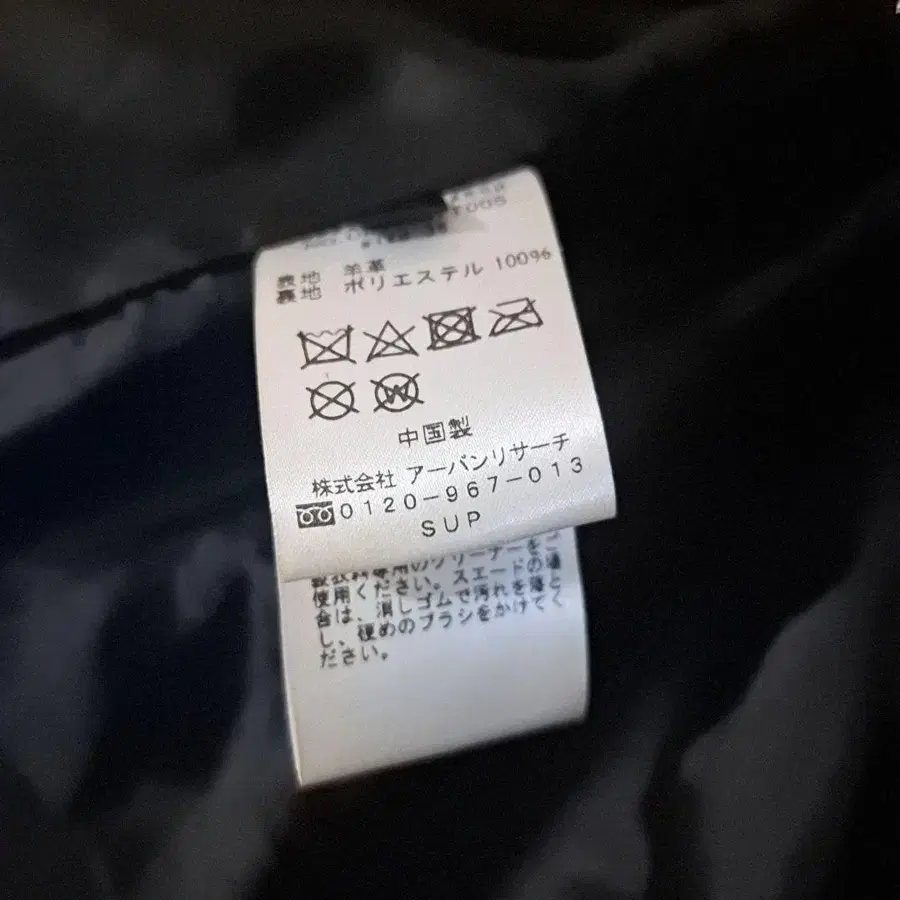 T005
表地 羊革
裏地 ポリエステル 100%
W
中国製
株式会社 アーバンリサーチ
0120-967-013
SUP
使用ください。スエードの場
合は、消しゴムで汚れを落と
し、硬めのブラシをかけてく
ださい。